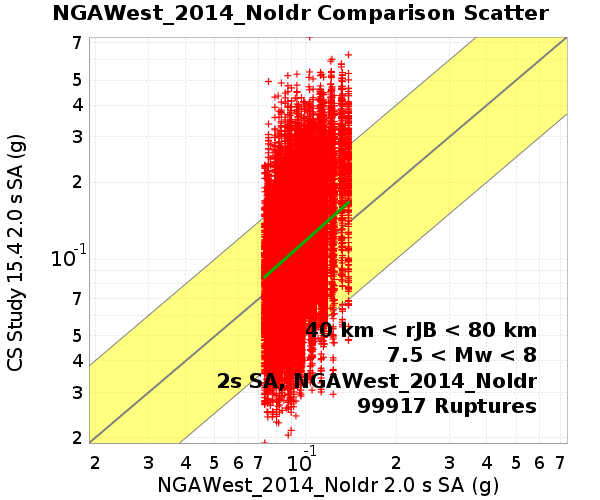 NGAWest_2014_NoIdr Comparison Scatter
7
5
4
3
2
10-1
7
5
4
3
2
CS Study 15.4 2.0 s SA (g)
40 km < rJB < 80 km
7.5 < Mw < 8
2s SA, NGAWest_2014_NoIdr
99917 Ruptures
2 3 4 5 6 7 10-1 2 3 4 5 6 7
NGAWest_2014_NoIdr 2.0 s SA (g)